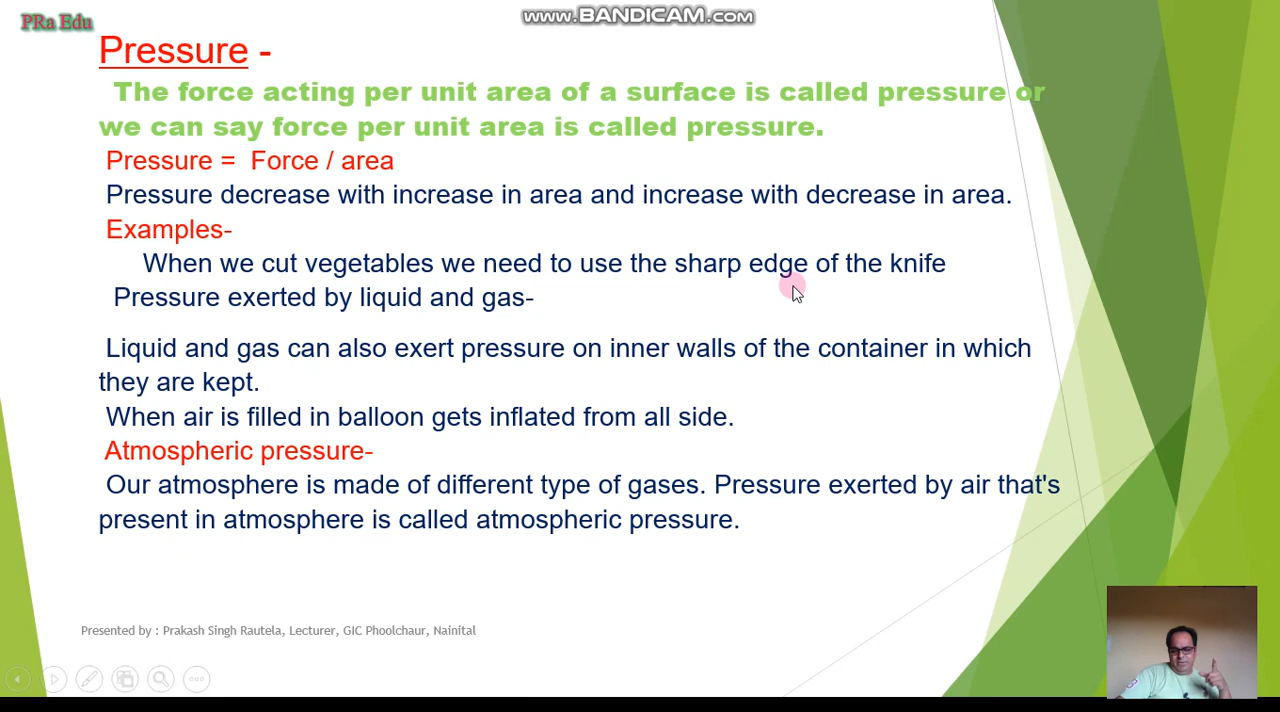 PRa Edu
www.BANDICAM.com
Pressure -
The force acting per unit area of a surface is called pressure or
we can say force per unit area is called pressure.
Pressure = Force / area
Pressure decrease with increase in area and increase with decrease in area.
Examples-
When we cut vegetables we need to use the sharp edge of the knife
Pressure exerted by liquid and gas-
Liquid and gas can also exert pressure on inner walls of the container in which
they are kept.
When air is filled in balloon gets inflated from all side.
Atmospheric pressure-
Our atmosphere is made of different type of gases. Pressure exerted by air that's
present in atmosphere is called atmospheric pressure.
Presented by : Prakash Singh Rautela, Lecturer, GIC Phoolchaur, Nainital